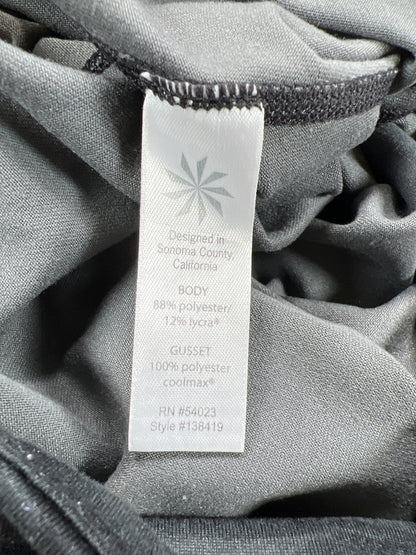 Designed in
Sonoma County,
California
BODY
88% polyester/
12% lycra®
GUSSET
100% polyester
coolmax®
RN #54023
Style #138419